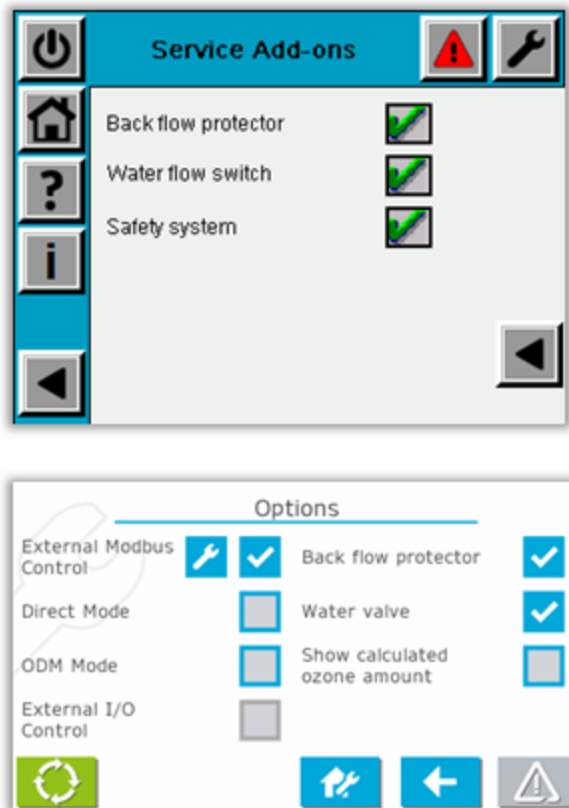 Service Add-ons
Back flow protector
Water flow switch
?
Safety system
i
Options
External Modbus
Control
Back flow protector
Direct Mode
Water valve
ODM Mode
Show calculated
ozone amount
External I/O
Control